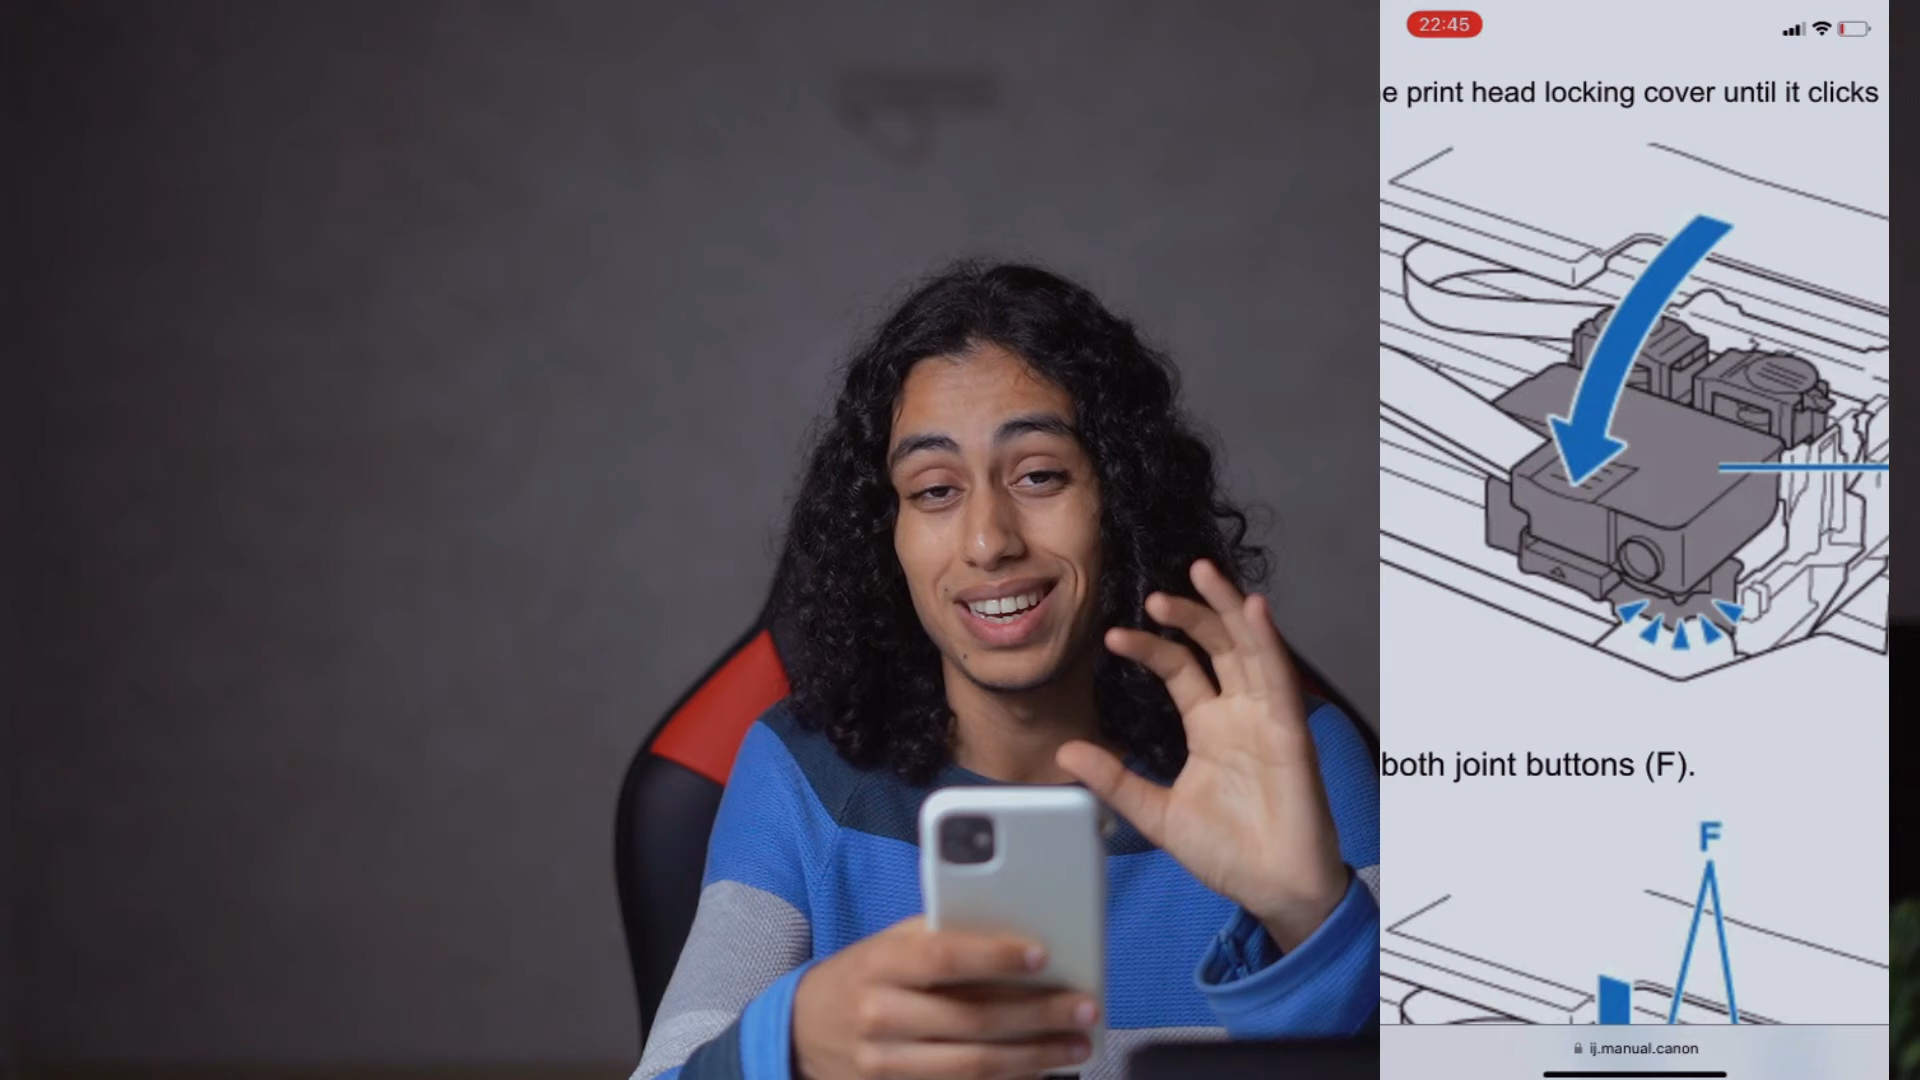 22:45
e print head locking cover until it clicks
both joint buttons (F).
F
ij.manual.canon